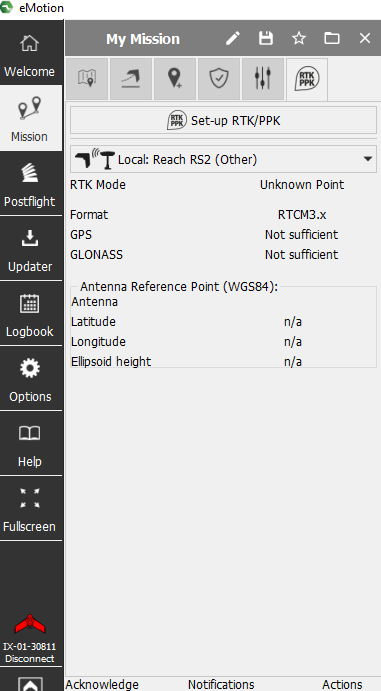 eMotion
My Mission
Welcome
Mission
Postflight
Updater
Logbook
Options
Help
Fullscreen
IX-01-30811
Disconnect
RTK
PPK
RTK
PPK
Set-up RTK/PPK
Local: Reach RS2 (Other)
RTK Mode Unknown Point
Format RTCM3.x
GPS Not sufficient
GLONASS Not sufficient
Antenna Reference Point (WGS84):
Antenna
Latitude n/a
Longitude n/a
Ellipsoid height n/a
Acknowledge Notifications Actions